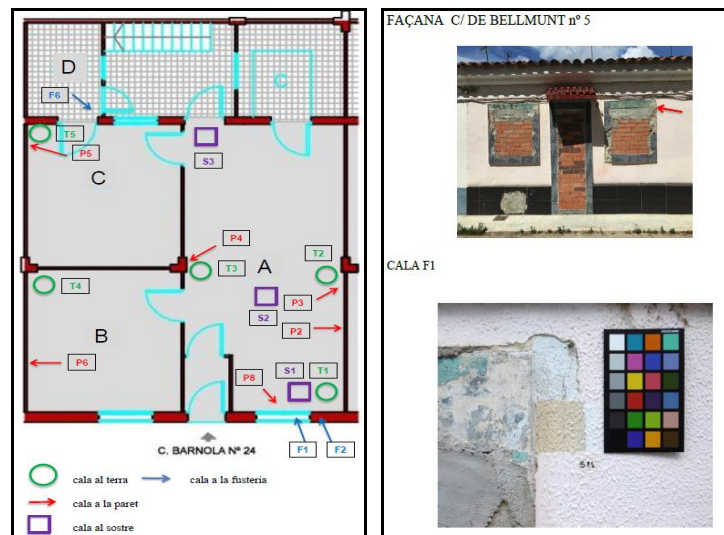 D
F6
T5
P5
S3
C
C
P4
T3
A
T2
T4
S2
P3
P2
B
P6
S1
T1
P8
C. BARNOLA Nº 24
F1
F2
cala al terra
cala a la fusteria
cala a la paret
cala al sostre
FAÇANA C/ DE BELLMUNT nº 5
CALA F1